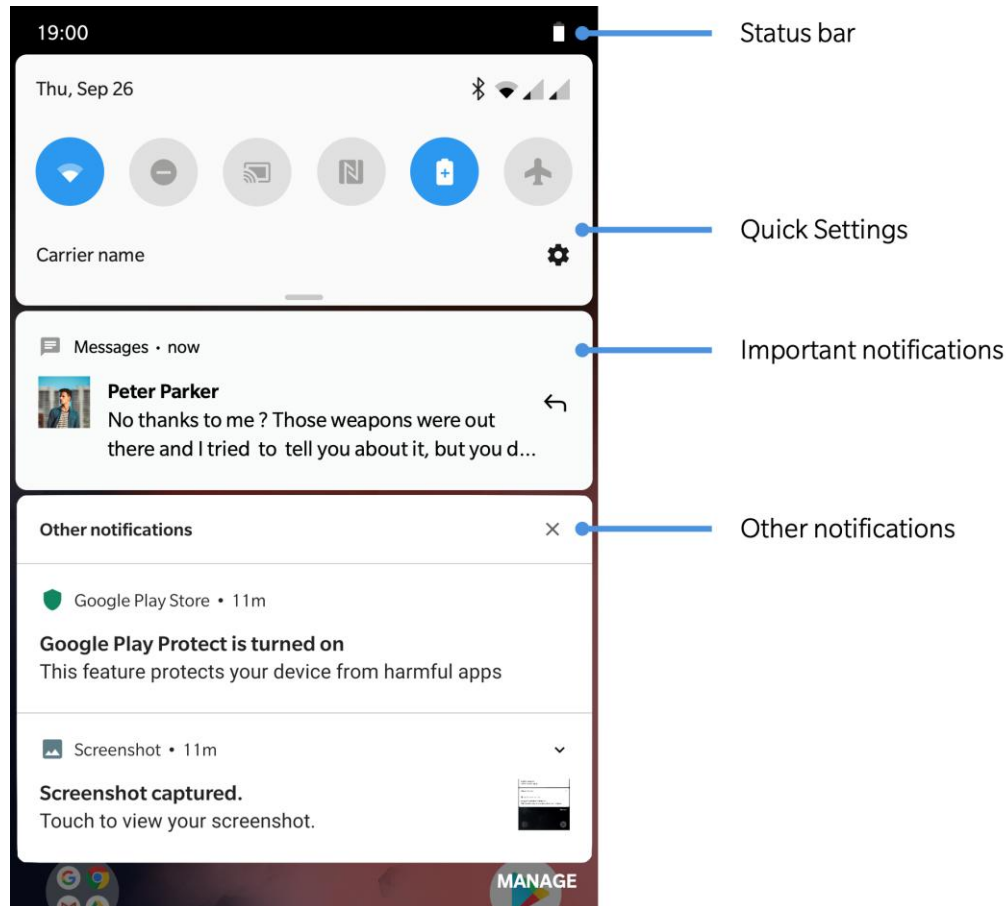 19:00
Status bar
Thu, Sep 26
Quick Settings
Carrier name
Messages • now
Important notifications
Peter Parker
No thanks to me ? Those weapons were out
there and I tried to tell you about it, but you d...
Other notifications
Other notifications
Google Play Store • 11m
Google Play Protect is turned on
This feature protects your device from harmful apps
Screenshot • 11m
Screenshot captured.
Touch to view your screenshot.
MANAGE